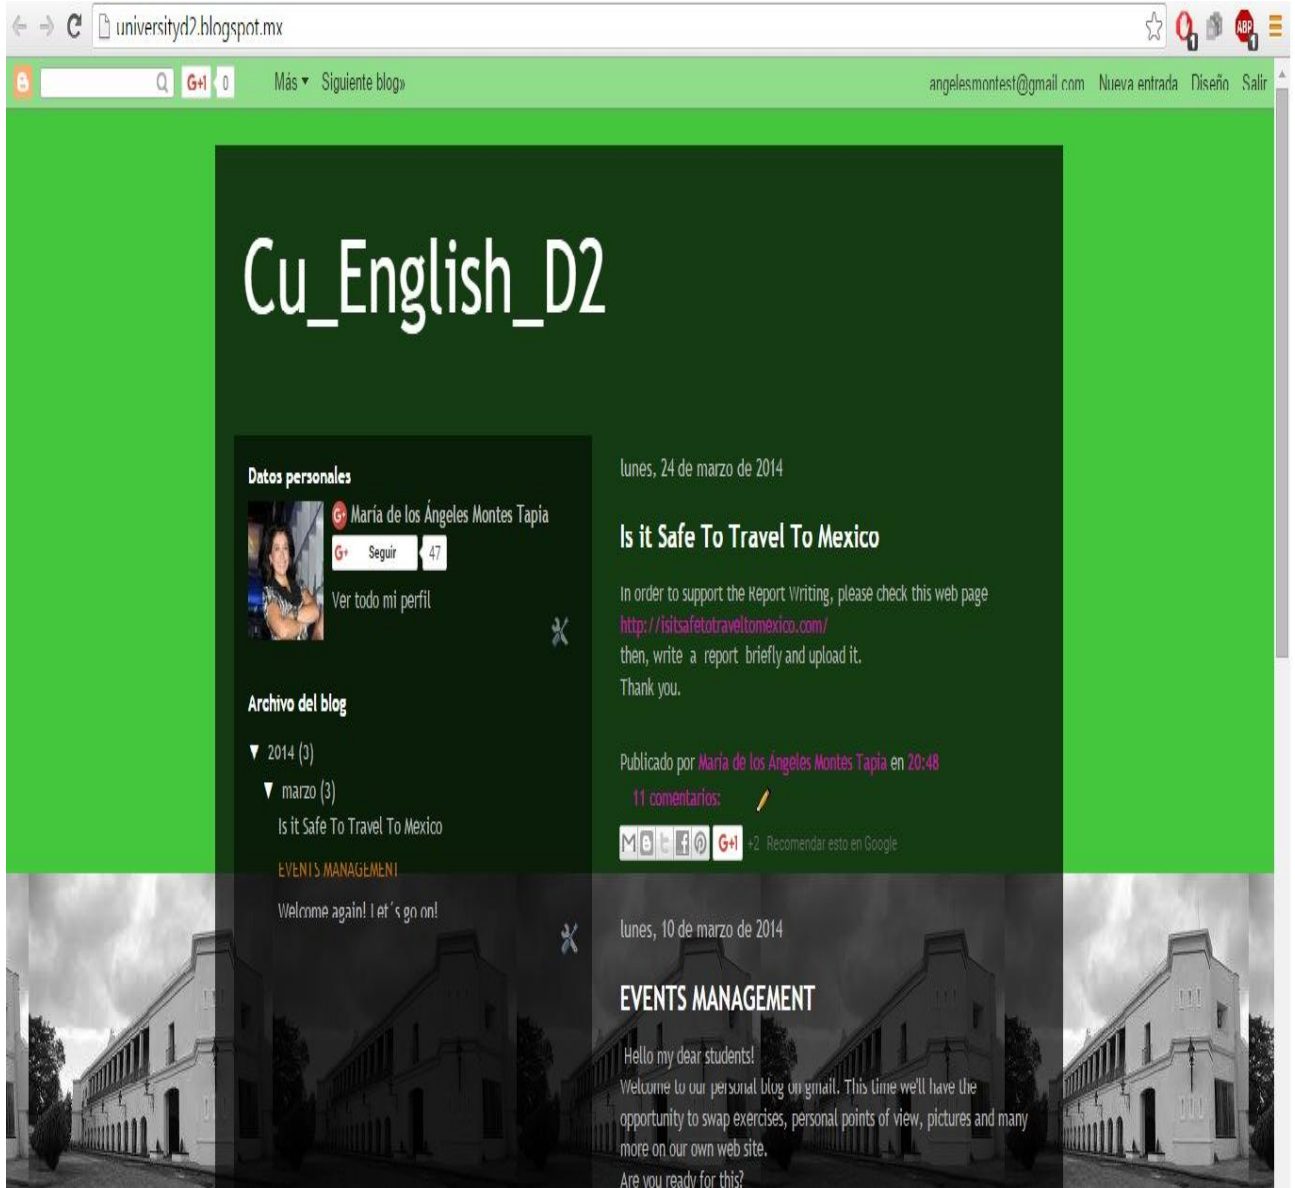 universityd2.blogspot.mx
1
ABP
1
G+1
0
Más
Siguiente blog»
angelesmontest@gmail.com
Nueva entrada
Diseño
Salir
Cu_English_D2
Datos personales
G+ María de los Ángeles Montes Tapia
G+ Seguir
47
Ver todo mi perfil
Archivo del blog
▼ 2014 (3)
▼ marzo (3)
Is it Safe To Travel To Mexico
EVENTS MANAGEMENT
Welcome again! Let´s go on!
lunes, 24 de marzo de 2014
Is it Safe To Travel To Mexico
In order to support the Report Writing, please check this web page
http://isitsafetotraveltomexico.com/
then, write a report briefly and upload it.
Thank you.
Publicado por María de los Ángeles Montes Tapia en 20:48
11 comentarios:
G+1 +2 Recomendar esto en Google
lunes, 10 de marzo de 2014
EVENTS MANAGEMENT
Hello my dear students!
Welcome to our personal blog on gmail. This time we'll have the
opportunity to swap exercises, personal points of view, pictures and many
more on our own web site.
Are you ready for this?